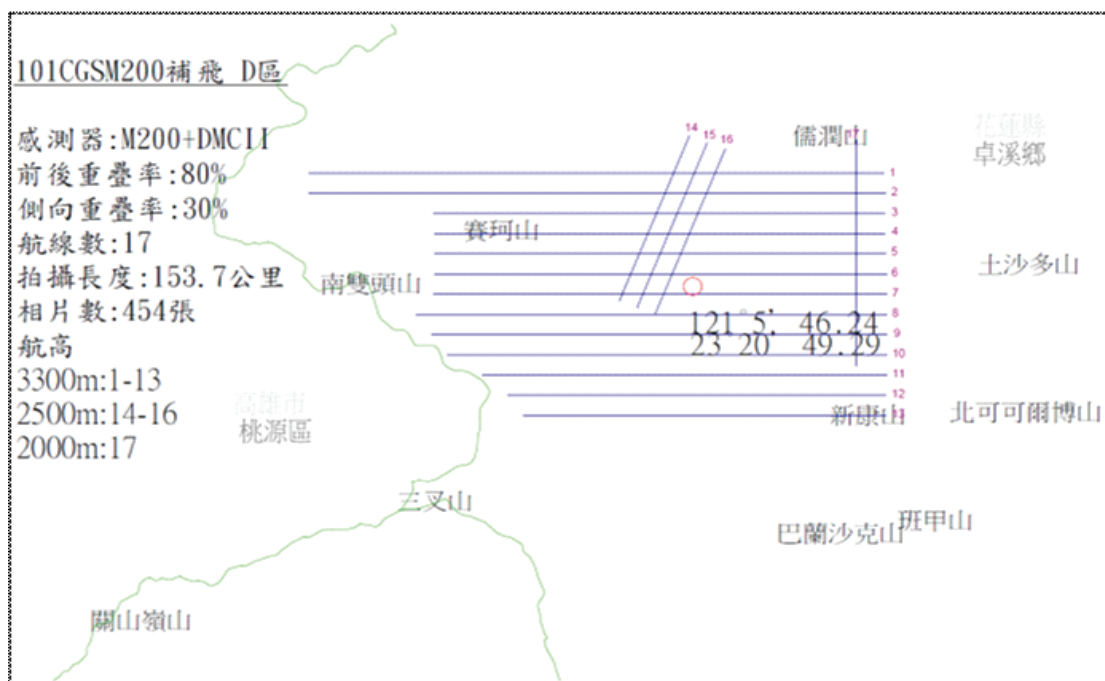 101CGSM200補飛 D區
感測器:M200+DMCII
前後重疊率:80%
側向重疊率:30%
航線數:17
拍攝長度:153.7公里
相片數:454張
航高
3300m:1-13
2500m:14-16
2000m:17
14
15
16
17
儒潤山
花蓮縣
卓溪鄉
1
2
3
賽珂山
4
5
土沙多山
6
南雙頭山
7
8
121°5' 46.24
9
23 20 49.29
10
11
12
高雄市
桃源區
新康山
13
北可可爾博山
三叉山
巴蘭沙克山
班甲山
關山嶺山